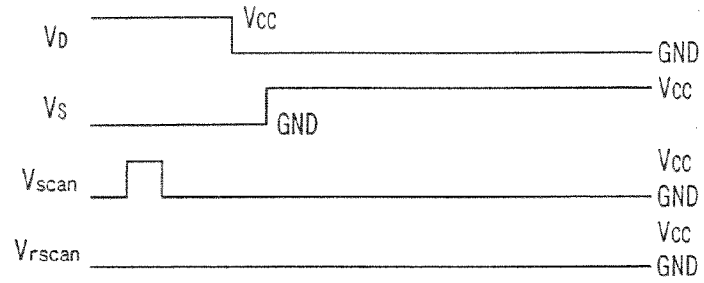 VD Vcc
GND
Vs GND Vcc
Vscan Vcc
GND
Vrscan Vcc
GND